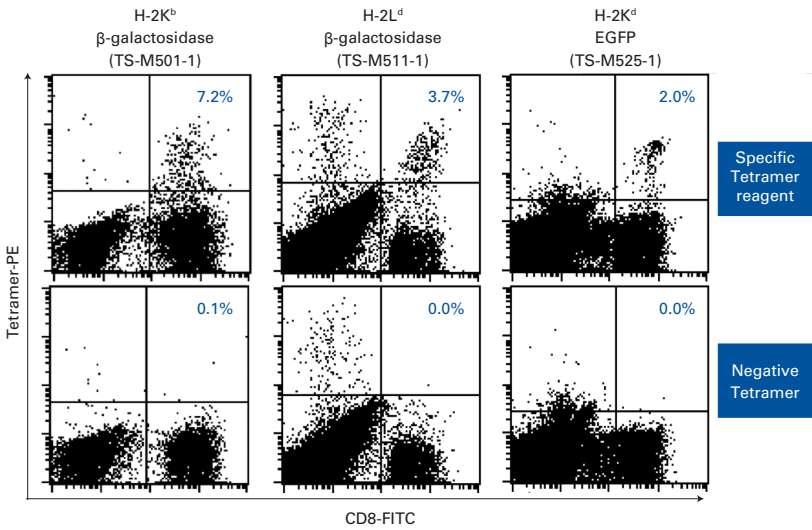 H-2Kᵇ
β-galactosidase
(TS-M501-1)
H-2Lᵈ
β-galactosidase
(TS-M511-1)
H-2Kᵈ
EGFP
(TS-M525-1)
7.2%
3.7%
2.0%
Specific
Tetramer
reagent
Tetramer-PE
0.1%
0.0%
0.0%
Negative
Tetramer
CD8-FITC